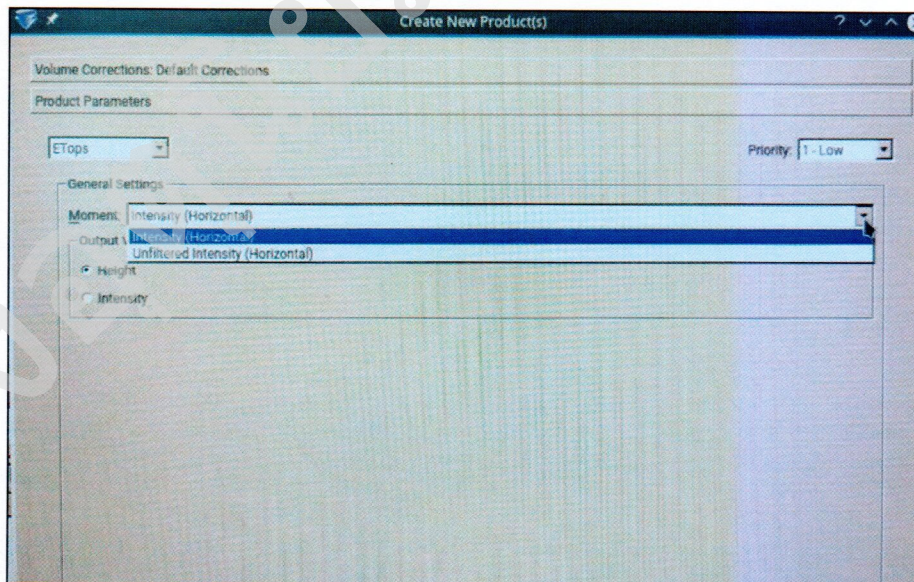 Create New Product(s)
Volume Corrections: Default Corrections
Product Parameters
ETops
Priority: 1 - Low
General Settings
Moment: Intensity (Horizontal)
Intensity (Horizontal)
Output
Unfiltered Intensity (Horizontal)
Height
Intensity